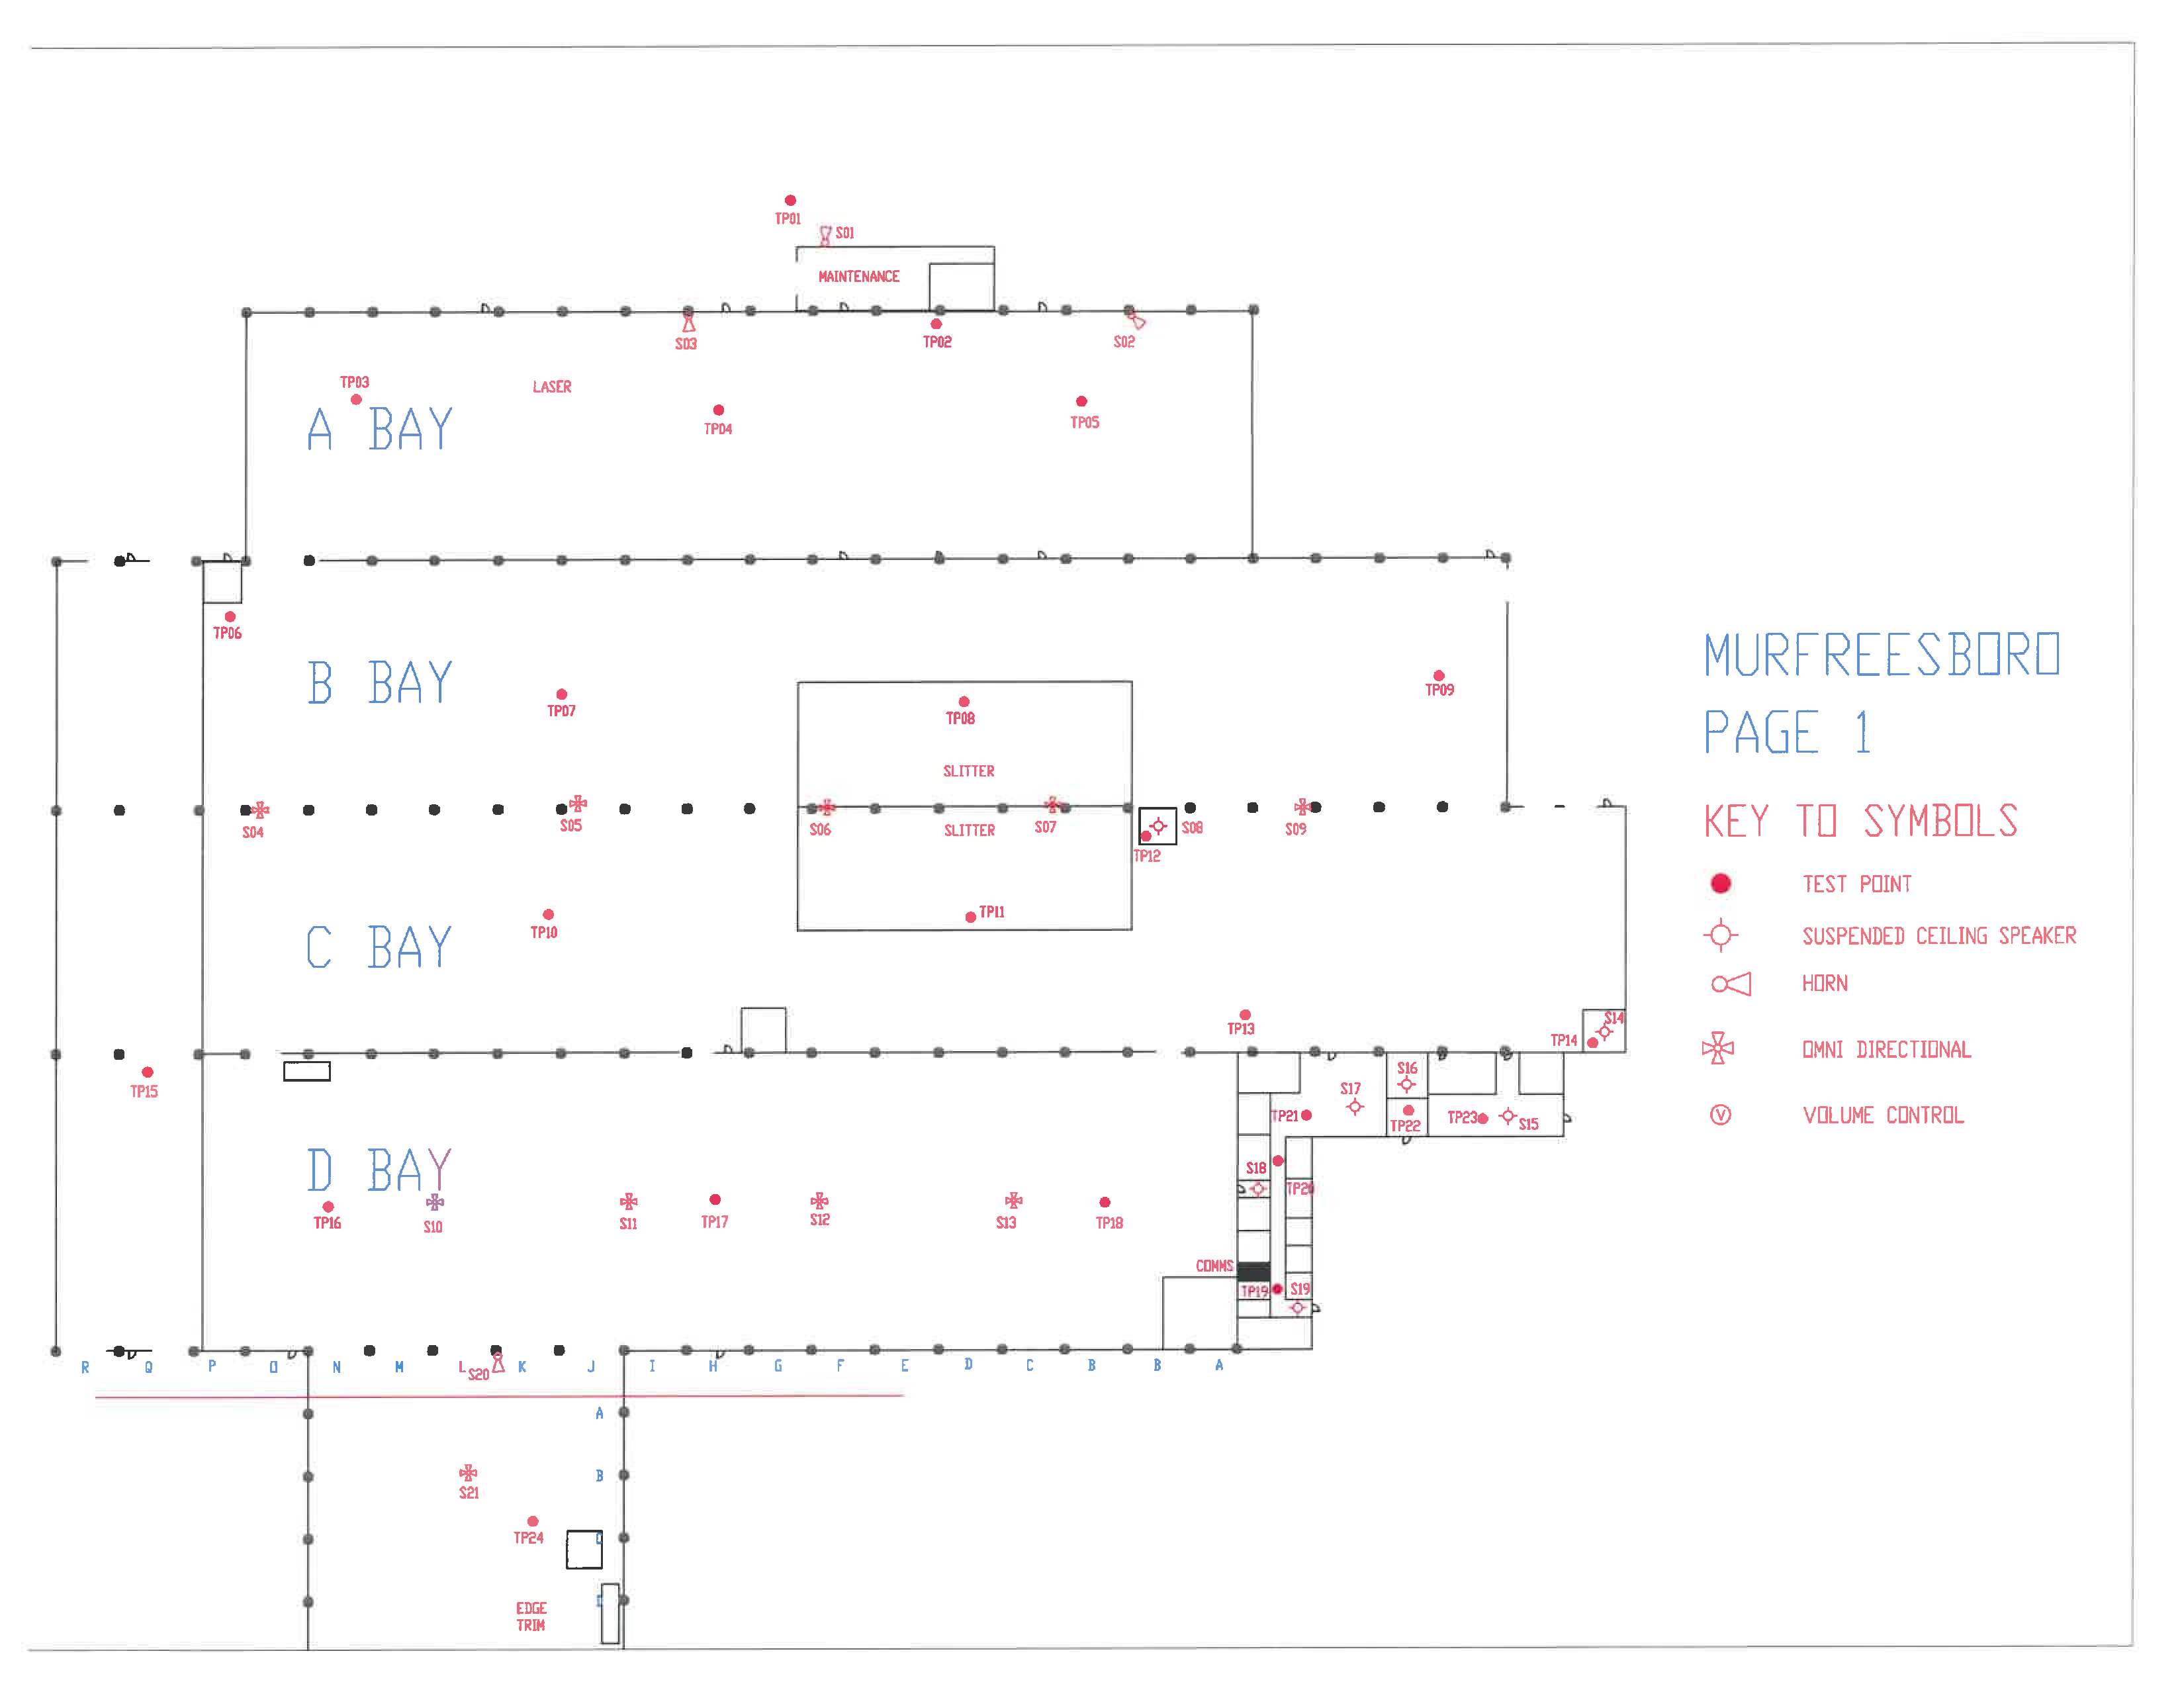 TP01
S01
MAINTENANCE
S03
TP02
S02
TP03
LASER
A BAY
TP04
TP05
TP06
B BAY
TP07
TP08
TP09
SLITTER
S04
S05
S06
SLITTER
S07
S08
S09
TP12
C BAY
TP10
TP11
TP13
S14
TP14
TP15
S16
S17
TP21
TP22
TP23
S15
D BAY
S18
TP20
TP16
S10
S11
TP17
S12
S13
TP18
COMMS
TP19
S19
R Q P O N M L K J I H G F E D C B B A
S20
A
B
S21
TP24
EDGE
TRIM
MURFREESBORO
PAGE 1
KEY TO SYMBOLS
TEST POINT
SUSPENDED CEILING SPEAKER
HORN
OMNI DIRECTIONAL
V VOLUME CONTROL